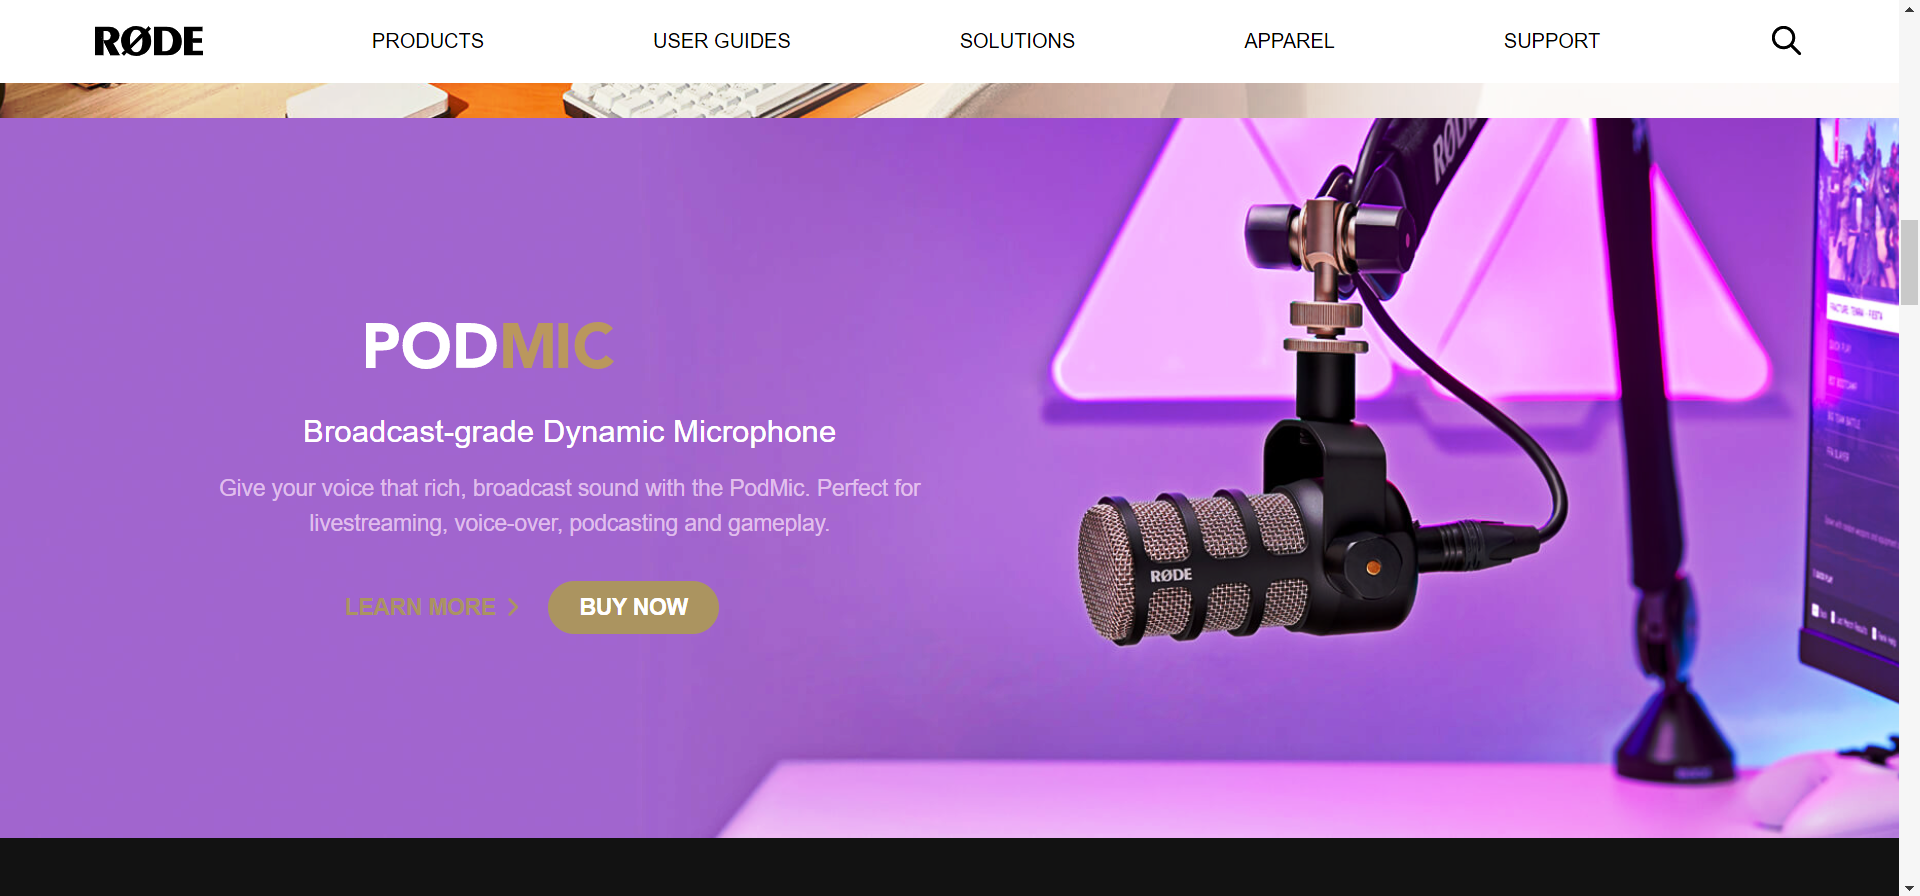 RØDE
PRODUCTS
USER GUIDES
SOLUTIONS
APPAREL
SUPPORT
RØDE
PODMIC
Broadcast-grade Dynamic Microphone
Give your voice that rich, broadcast sound with the PodMic. Perfect for
livestreaming, voice-over, podcasting and gameplay.
LEARN MORE
BUY NOW
RØDE